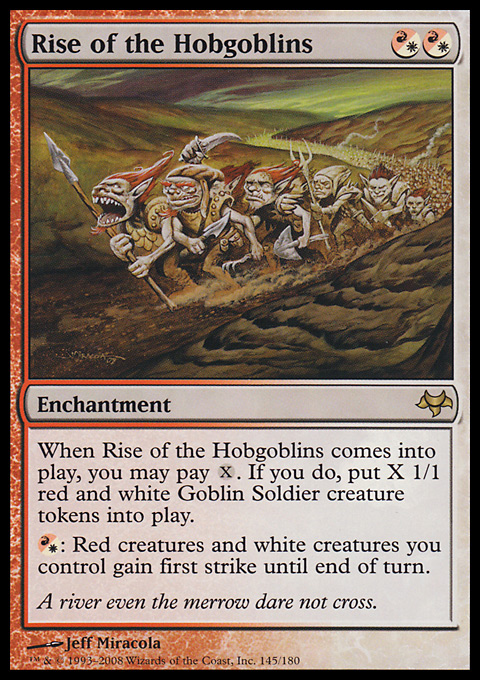 Rise of the Hobgoblins
Enchantment
When Rise of the Hobgoblins comes into
play, you may pay X. If you do, put X 1/1
red and white Goblin Soldier creature
tokens into play.
: Red creatures and white creatures you
control gain first strike until end of turn.
A river even the merrow dare not cross.
Jeff Miracola
™ & © 1993–2008 Wizards of the Coast, Inc. 145/180